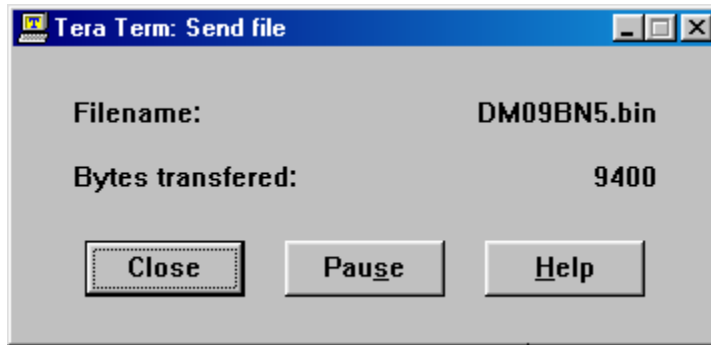 Tera Term: Send file
Filename: DM09BN5.bin
Bytes transfered: 9400
Close Pause Help